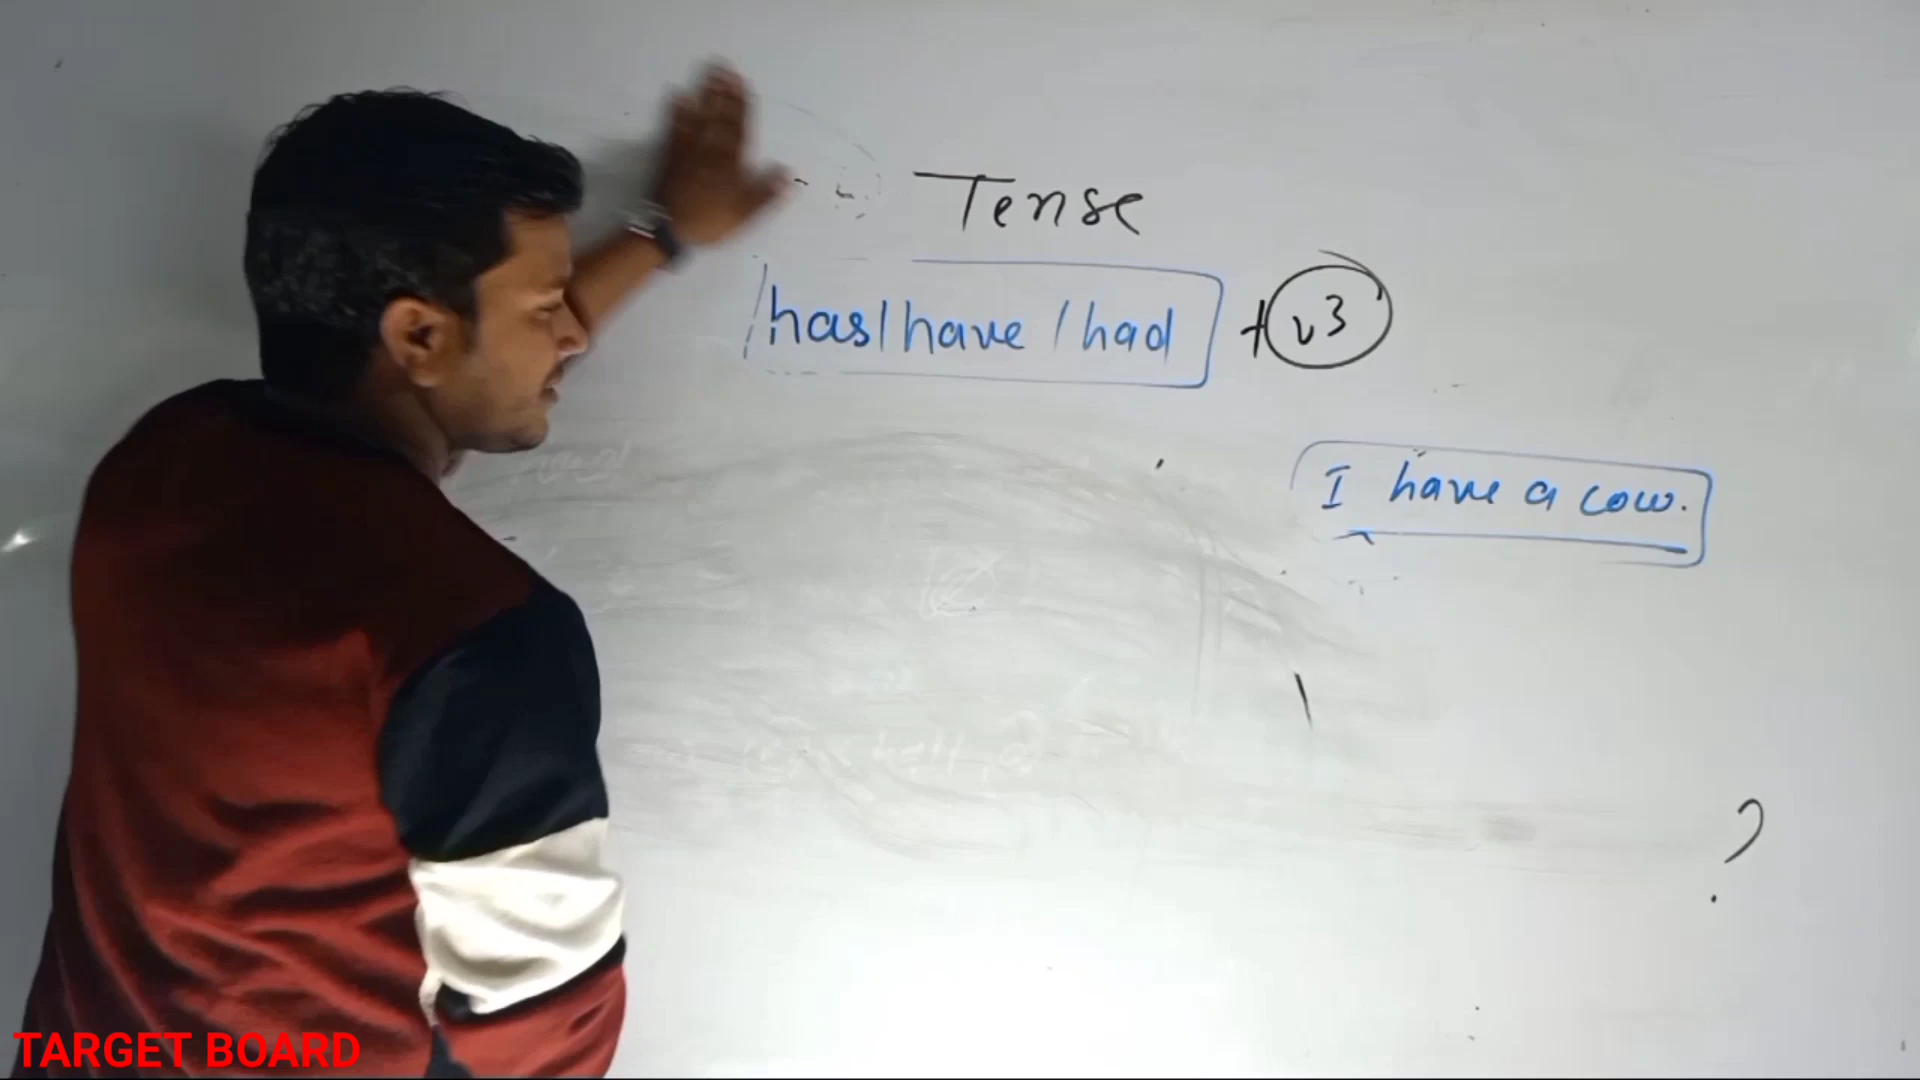 Tense
has/have/had + v3
I have a cow.
?
TARGET BOARD